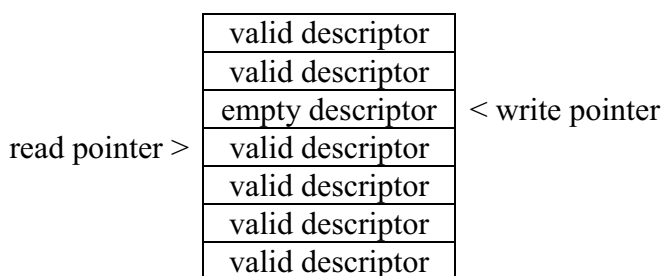 valid descriptor
valid descriptor
empty descriptor < write pointer
read pointer > valid descriptor
valid descriptor
valid descriptor
valid descriptor